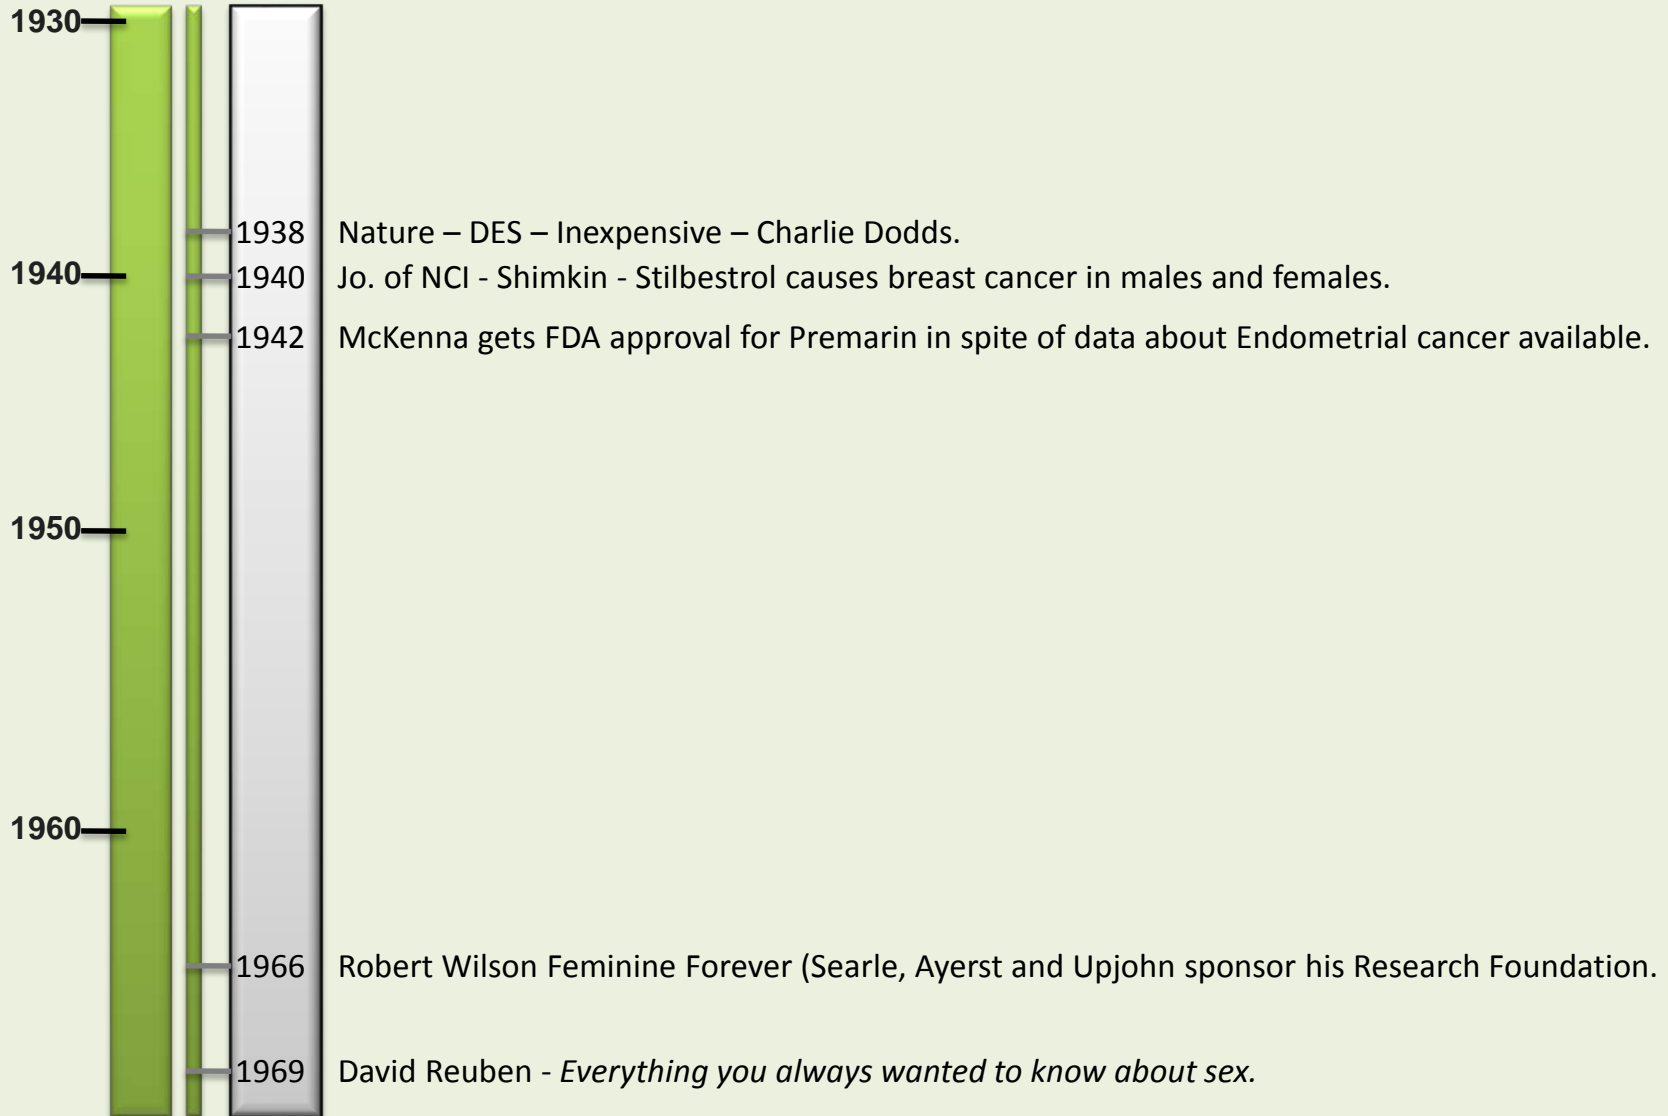 1930
1938 Nature – DES – Inexpensive – Charlie Dodds.
1940
1940 Jo. of NCI - Shimkin - Stilbestrol causes breast cancer in males and females.
1942 McKenna gets FDA approval for Premarin in spite of data about Endometrial cancer available.
1950
1960
1966 Robert Wilson Feminine Forever (Searle, Ayerst and Upjohn sponsor his Research Foundation.
1969 David Reuben - Everything you always wanted to know about sex.